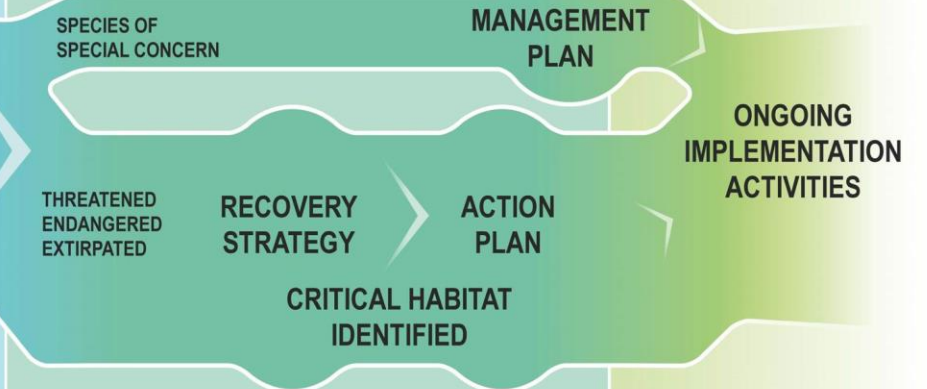 SPECIES OF
SPECIAL CONCERN
MANAGEMENT
PLAN
THREATENED
ENDANGERED
EXTIRPATED
RECOVERY
STRATEGY
ACTION
PLAN
CRITICAL HABITAT
IDENTIFIED
ONGOING
IMPLEMENTATION
ACTIVITIES